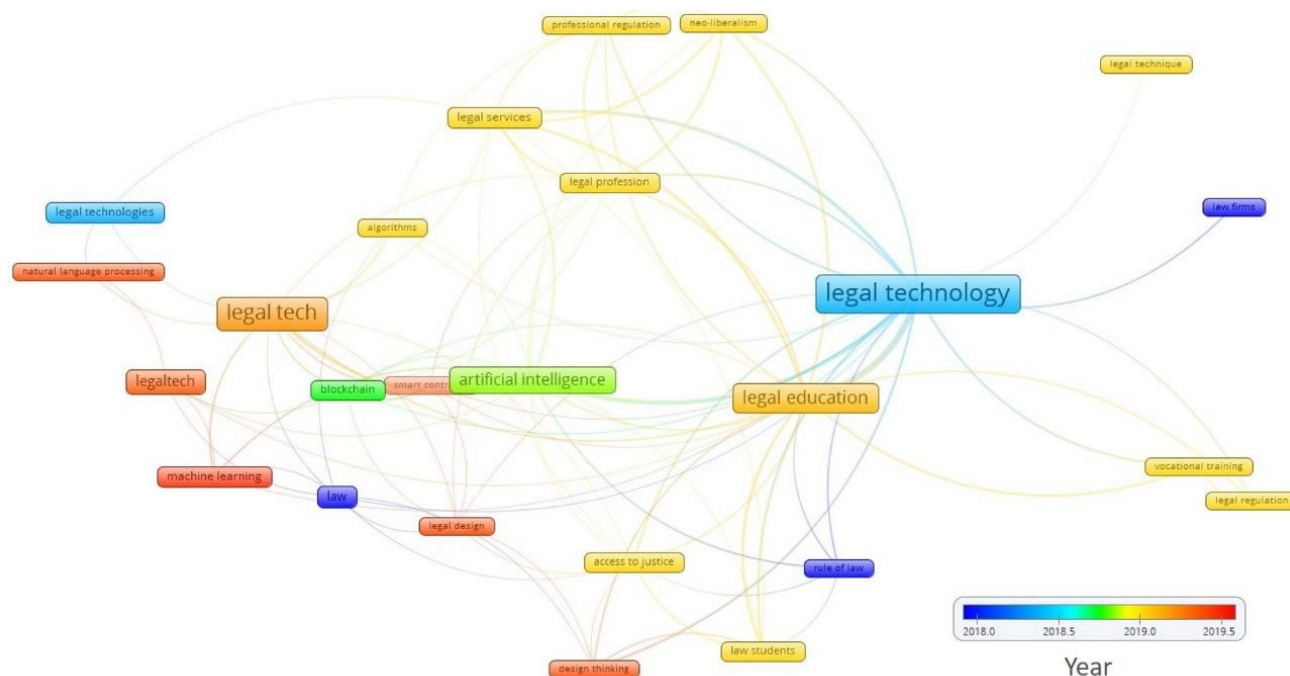 professional regulation
neo-liberalism
legal technique
legal services
legal profession
legal technologies
law firms
algorithms
natural language processing
legal technology
legal tech
legaltech
blockchain
smart contr
artificial intelligence
legal education
machine learning
law
legal design
vocational training
legal regulation
access to justice
rule of law
law students
design thinking
2018.0 2018.5 2019.0 2019.5
Year